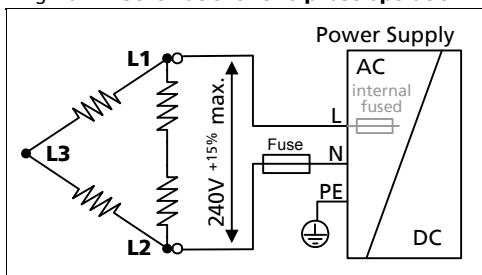 Power Supply
L1
AC
internal
fused
L
240V +15% max.
Fuse
N
L3
PE
L2
DC